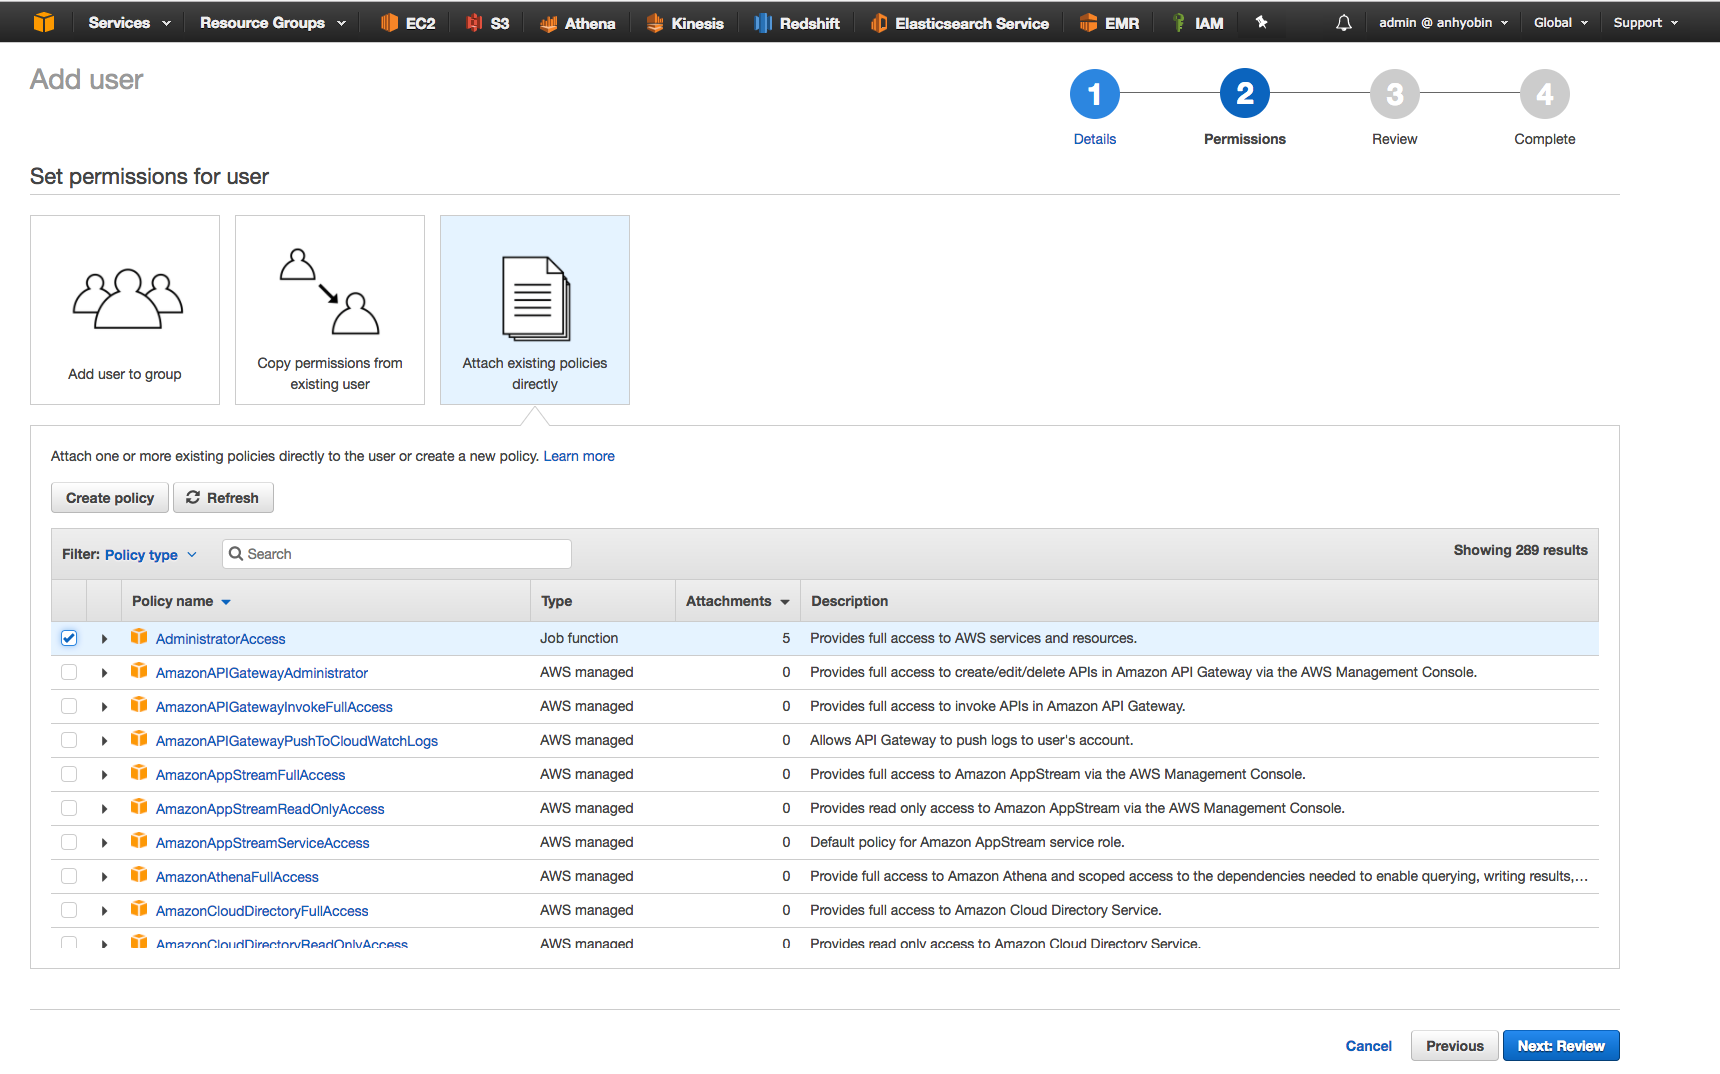 Services Resource Groups EC2 S3 Athena Kinesis Redshift Elasticsearch Service EMR IAM admin @ anhyobin Global Support
Add user
1 2 3 4
Details Permissions Review Complete
Set permissions for user
Add user to group
Copy permissions from
existing user
Attach existing policies
directly
Attach one or more existing policies directly to the user or create a new policy. Learn more
Create policy Refresh
Filter: Policy type Search Showing 289 results
Policy name Type Attachments Description
AdministratorAccess Job function 5 Provides full access to AWS services and resources.
AmazonAPIGatewayAdministrator AWS managed 0 Provides full access to create/edit/delete APIs in Amazon API Gateway via the AWS Management Console.
AmazonAPIGatewayInvokeFullAccess AWS managed 0 Provides full access to invoke APIs in Amazon API Gateway.
AmazonAPIGatewayPushToCloudWatchLogs AWS managed 0 Allows API Gateway to push logs to user's account.
AmazonAppStreamFullAccess AWS managed 0 Provides full access to Amazon AppStream via the AWS Management Console.
AmazonAppStreamReadOnlyAccess AWS managed 0 Provides read only access to Amazon AppStream via the AWS Management Console.
AmazonAppStreamServiceAccess AWS managed 0 Default policy for Amazon AppStream service role.
AmazonAthenaFullAccess AWS managed 0 Provide full access to Amazon Athena and scoped access to the dependencies needed to enable querying, writing results,...
AmazonCloudDirectoryFullAccess AWS managed 0 Provides full access to Amazon Cloud Directory Service.
AmazonCloudDirectoryReadOnlyAccess AWS managed 0 Provides read only access to Amazon Cloud Directory Service.
Cancel Previous Next: Review